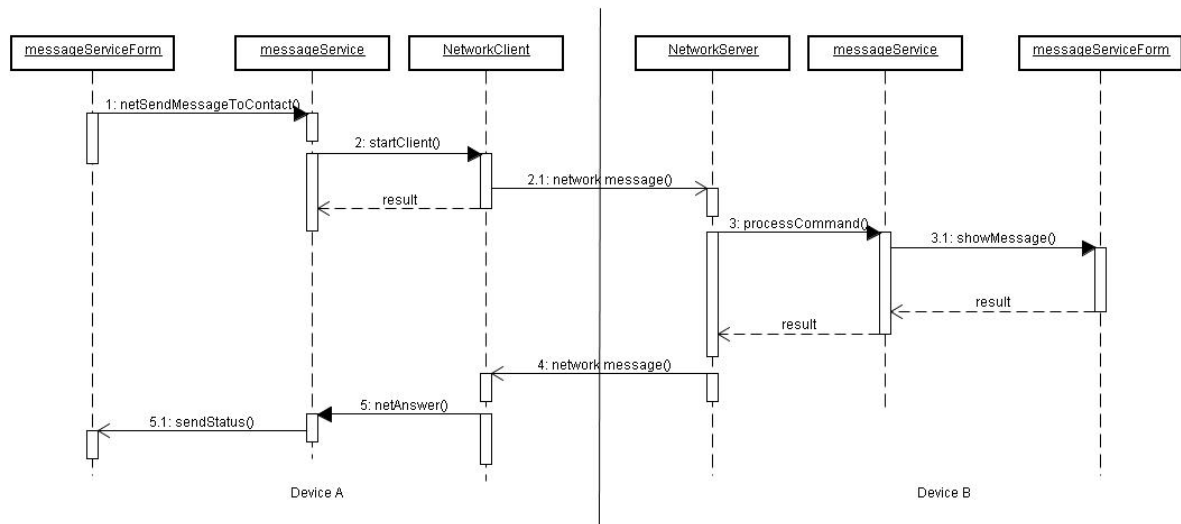 messageServiceForm
messageService
NetworkClient
NetworkServer
messageService
messageServiceForm
1: netSendMessageToContact()
2: startClient()
2.1: network message()
result
3: processCommand()
3.1: showMessage()
result
result
4: network message()
5: netAnswer()
5.1: sendStatus()
Device A
Device B